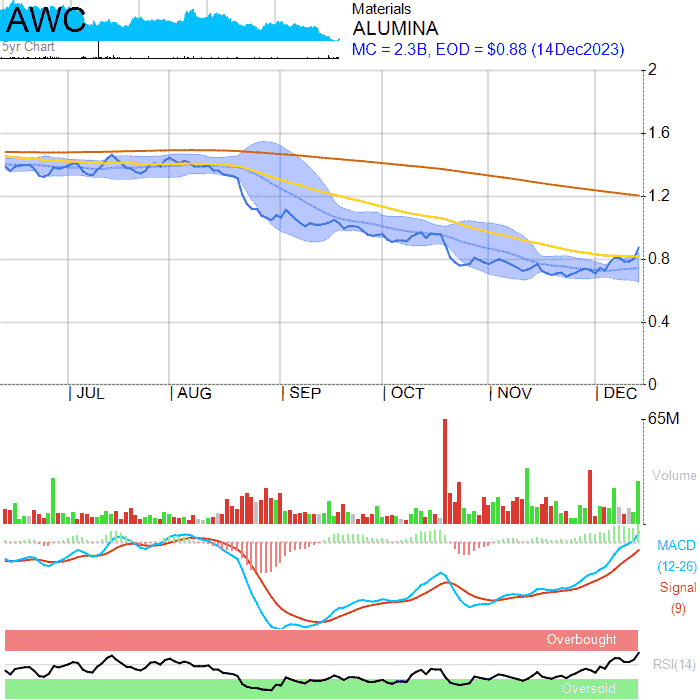 AWC
5yr Chart
Materials
ALUMINA
MC = 2.3B, EOD = $0.88 (14Dec2023)
2
1.6
1.2
0.8
0.4
0
JUL AUG SEP OCT NOV DEC
65M
Volume
MACD
(12-26)
Signal
(9)
Overbought
RSI(14)
Oversold